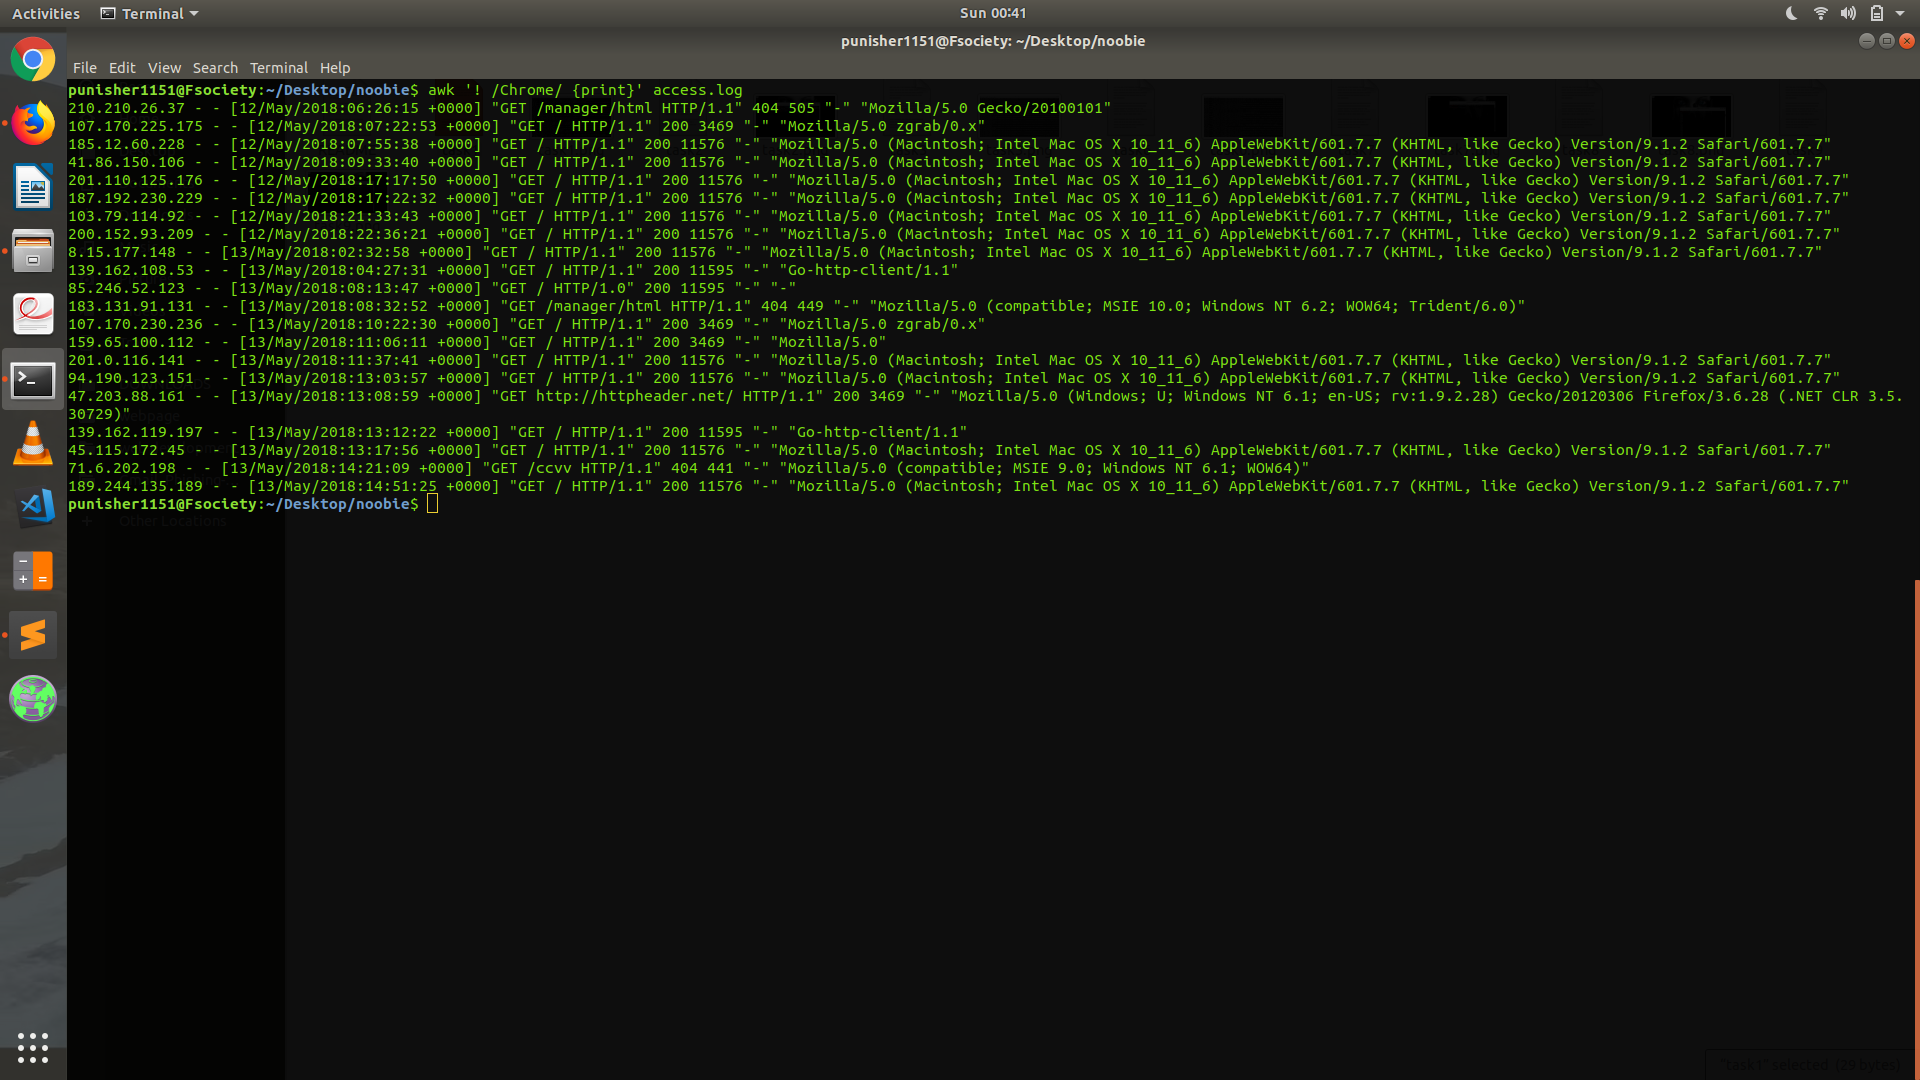 Activities Terminal Sun 00:41
punisher1151@Fsociety: ~/Desktop/noobie
File Edit View Search Terminal Help
punisher1151@Fsociety:~/Desktop/noobie$ awk '! /Chrome/ {print}' access.log
210.210.26.37 - - [12/May/2018:06:26:15 +0000] "GET /manager/html HTTP/1.1" 404 505 "-" "Mozilla/5.0 Gecko/20100101"
107.170.225.175 - - [12/May/2018:07:22:53 +0000] "GET / HTTP/1.1" 200 3469 "-" "Mozilla/5.0 zgrab/0.x"
185.12.60.228 - - [12/May/2018:07:55:38 +0000] "GET / HTTP/1.1" 200 11576 "-" "Mozilla/5.0 (Macintosh; Intel Mac OS X 10_11_6) AppleWebKit/601.7.7 (KHTML, like Gecko) Version/9.1.2 Safari/601.7.7"
41.86.150.106 - - [12/May/2018:09:33:40 +0000] "GET / HTTP/1.1" 200 11576 "-" "Mozilla/5.0 (Macintosh; Intel Mac OS X 10_11_6) AppleWebKit/601.7.7 (KHTML, like Gecko) Version/9.1.2 Safari/601.7.7"
201.110.125.176 - - [12/May/2018:17:17:50 +0000] "GET / HTTP/1.1" 200 11576 "-" "Mozilla/5.0 (Macintosh; Intel Mac OS X 10_11_6) AppleWebKit/601.7.7 (KHTML, like Gecko) Version/9.1.2 Safari/601.7.7"
187.192.230.229 - - [12/May/2018:17:22:32 +0000] "GET / HTTP/1.1" 200 11576 "-" "Mozilla/5.0 (Macintosh; Intel Mac OS X 10_11_6) AppleWebKit/601.7.7 (KHTML, like Gecko) Version/9.1.2 Safari/601.7.7"
103.79.114.92 - - [12/May/2018:21:33:43 +0000] "GET / HTTP/1.1" 200 11576 "-" "Mozilla/5.0 (Macintosh; Intel Mac OS X 10_11_6) AppleWebKit/601.7.7 (KHTML, like Gecko) Version/9.1.2 Safari/601.7.7"
200.152.93.209 - - [12/May/2018:22:36:21 +0000] "GET / HTTP/1.1" 200 11576 "-" "Mozilla/5.0 (Macintosh; Intel Mac OS X 10_11_6) AppleWebKit/601.7.7 (KHTML, like Gecko) Version/9.1.2 Safari/601.7.7"
8.15.177.148 - - [13/May/2018:02:32:58 +0000] "GET / HTTP/1.1" 200 11576 "-" "Mozilla/5.0 (Macintosh; Intel Mac OS X 10_11_6) AppleWebKit/601.7.7 (KHTML, like Gecko) Version/9.1.2 Safari/601.7.7"
139.162.108.53 - - [13/May/2018:04:27:31 +0000] "GET / HTTP/1.1" 200 11595 "-" "Go-http-client/1.1"
85.246.52.123 - - [13/May/2018:08:13:47 +0000] "GET / HTTP/1.0" 200 11595 "-" "-"
183.131.91.131 - - [13/May/2018:08:32:52 +0000] "GET /manager/html HTTP/1.1" 404 449 "-" "Mozilla/5.0 (compatible; MSIE 10.0; Windows NT 6.2; WOW64; Trident/6.0)"
107.170.230.236 - - [13/May/2018:10:22:30 +0000] "GET / HTTP/1.1" 200 3469 "-" "Mozilla/5.0 zgrab/0.x"
159.65.100.112 - - [13/May/2018:11:06:11 +0000] "GET / HTTP/1.1" 200 3469 "-" "Mozilla/5.0"
201.0.116.141 - - [13/May/2018:11:37:41 +0000] "GET / HTTP/1.1" 200 11576 "-" "Mozilla/5.0 (Macintosh; Intel Mac OS X 10_11_6) AppleWebKit/601.7.7 (KHTML, like Gecko) Version/9.1.2 Safari/601.7.7"
94.190.123.151 - - [13/May/2018:13:03:57 +0000] "GET / HTTP/1.1" 200 11576 "-" "Mozilla/5.0 (Macintosh; Intel Mac OS X 10_11_6) AppleWebKit/601.7.7 (KHTML, like Gecko) Version/9.1.2 Safari/601.7.7"
47.203.88.161 - - [13/May/2018:13:08:59 +0000] "GET http://httpheader.net/ HTTP/1.1" 200 3469 "-" "Mozilla/5.0 (Windows; U; Windows NT 6.1; en-US; rv:1.9.2.28) Gecko/20120306 Firefox/3.6.28 (.NET CLR 3.5.
30729)"
139.162.119.197 - - [13/May/2018:13:12:22 +0000] "GET / HTTP/1.1" 200 11595 "-" "Go-http-client/1.1"
45.115.172.45 - - [13/May/2018:13:17:56 +0000] "GET / HTTP/1.1" 200 11576 "-" "Mozilla/5.0 (Macintosh; Intel Mac OS X 10_11_6) AppleWebKit/601.7.7 (KHTML, like Gecko) Version/9.1.2 Safari/601.7.7"
71.6.202.198 - - [13/May/2018:14:21:09 +0000] "GET /ccvv HTTP/1.1" 404 441 "-" "Mozilla/5.0 (compatible; MSIE 9.0; Windows NT 6.1; WOW64)"
189.244.135.189 - - [13/May/2018:14:51:25 +0000] "GET / HTTP/1.1" 200 11576 "-" "Mozilla/5.0 (Macintosh; Intel Mac OS X 10_11_6) AppleWebKit/601.7.7 (KHTML, like Gecko) Version/9.1.2 Safari/601.7.7"
punisher1151@Fsociety:~/Desktop/noobie$
Other Locations
"task1" selected (29 bytes)